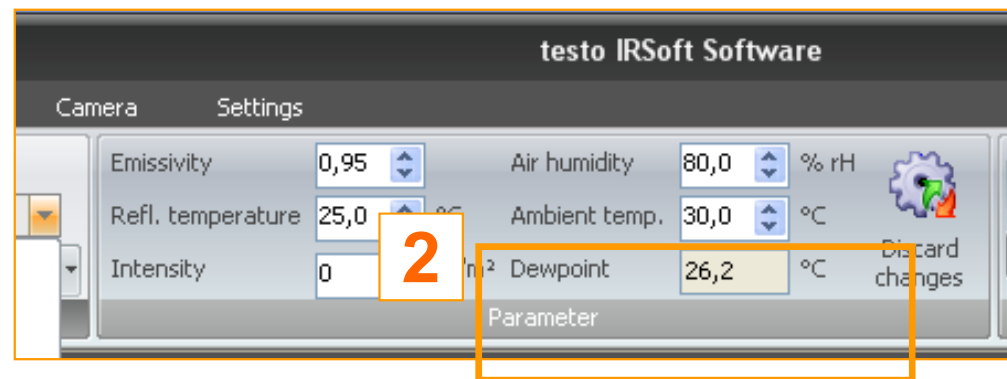 testo IRSoft Software
Camera Settings
Emissivity 0,95 Air humidity 80,0 % rH
Refl. temperature 25,0 °C Ambient temp. 30,0 °C
Intensity 0 2 /m² Dewpoint 26,2 °C Discard changes
Parameter